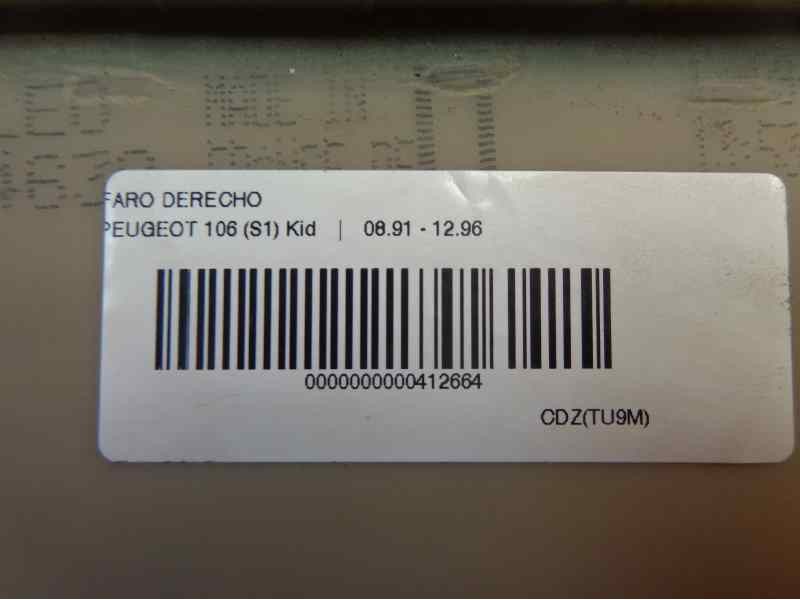 FARO DERECHO
PEUGEOT 106 (S1) Kid | 08.91 - 12.96
0000000000412664
CDZ(TU9M)